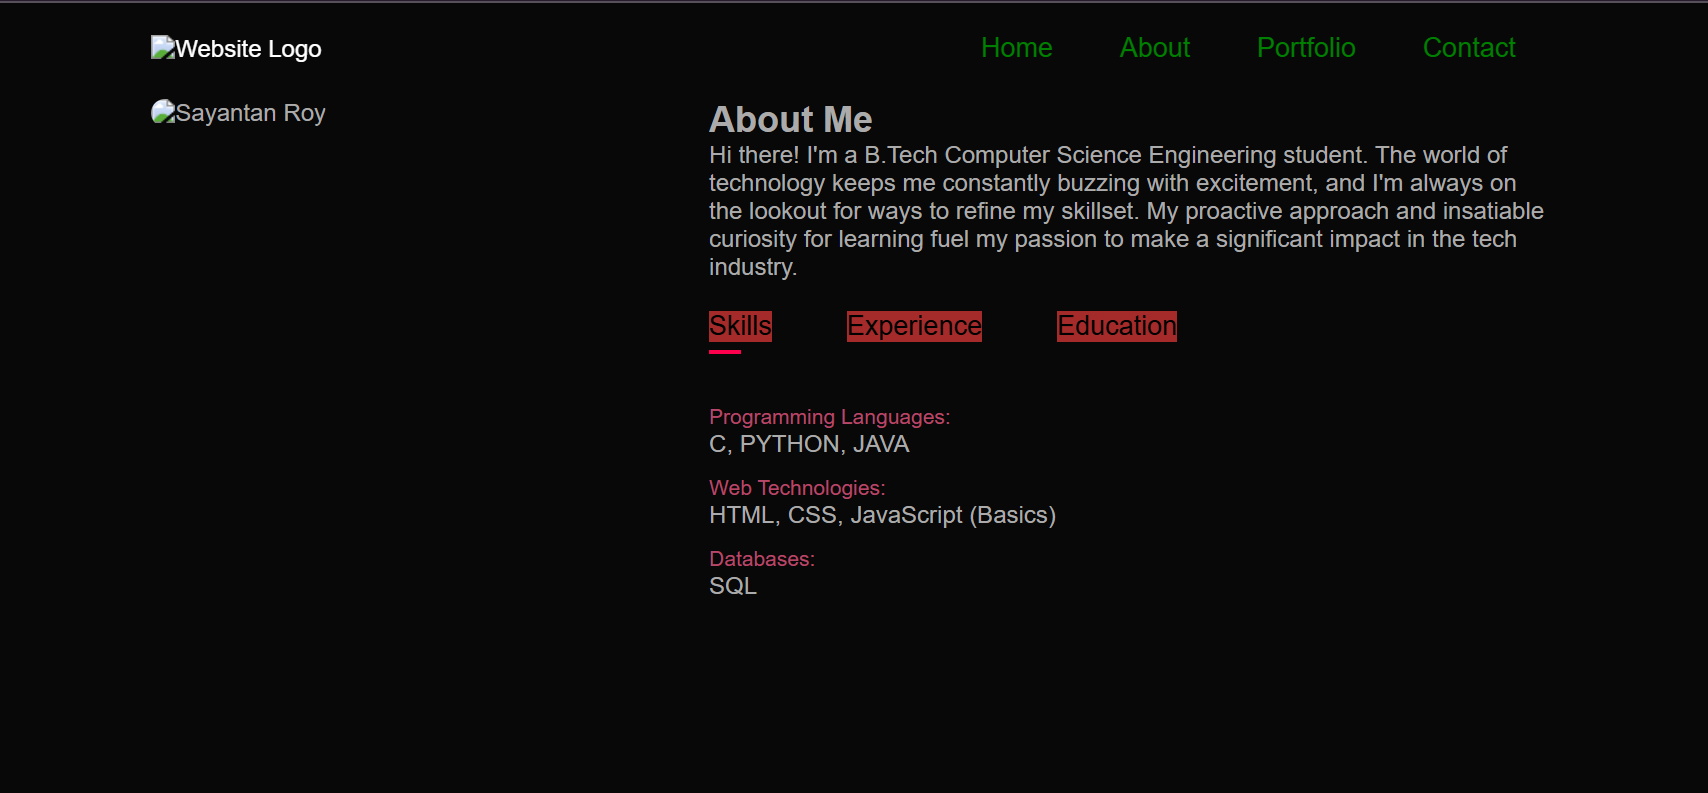 Website Logo
Home About Portfolio Contact
Sayantan Roy
About Me
Hi there! I'm a B.Tech Computer Science Engineering student. The world of
technology keeps me constantly buzzing with excitement, and I'm always on
the lookout for ways to refine my skillset. My proactive approach and insatiable
curiosity for learning fuel my passion to make a significant impact in the tech
industry.
Skills Experience Education
Programming Languages:
C, PYTHON, JAVA
Web Technologies:
HTML, CSS, JavaScript (Basics)
Databases:
SQL